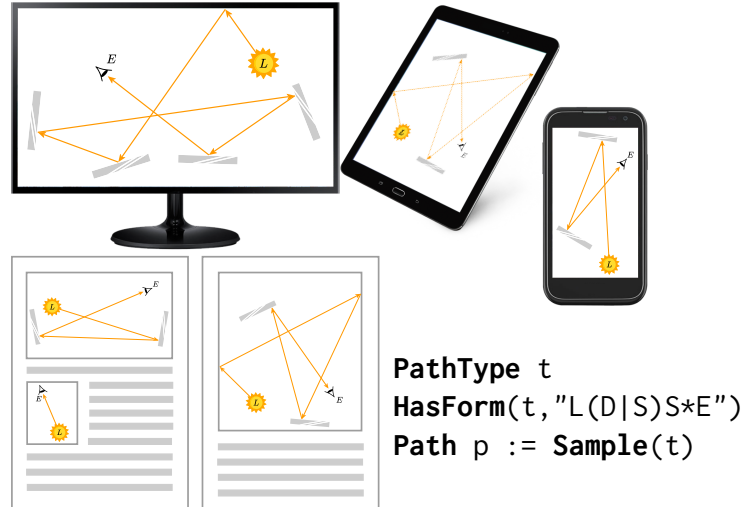 E
L
L
E
E
L
L
E
E
L
L
E
PathType t
HasForm(t,"L(D|S)S*E")
Path p := Sample(t)